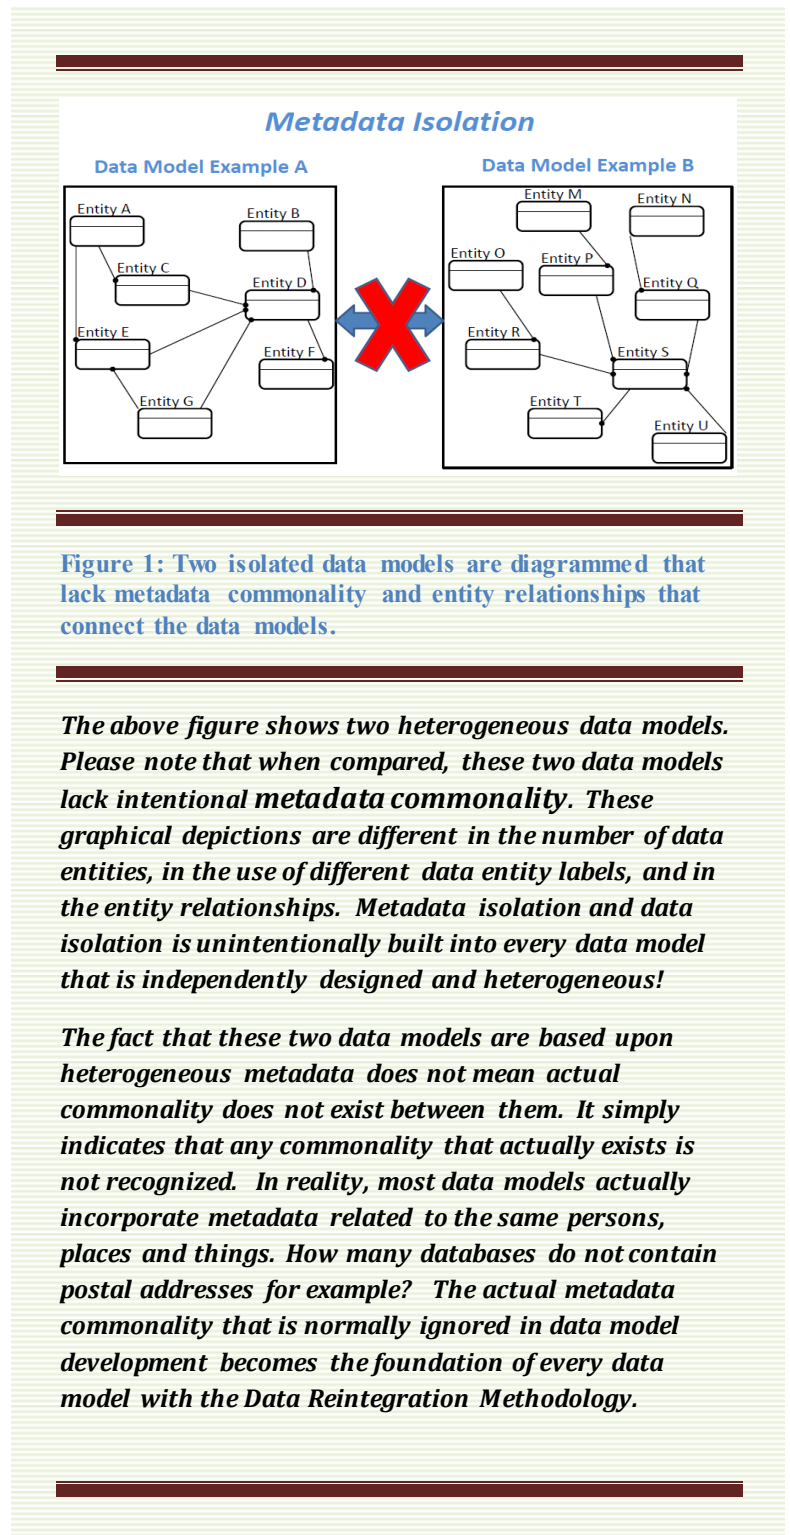 Metadata Isolation
Data Model Example A
Entity A
Entity B
Entity C
Entity D
Entity E
Entity F
Entity G
Data Model Example B
Entity M
Entity N
Entity O
Entity P
Entity Q
Entity R
Entity S
Entity T
Entity U
Figure 1: Two isolated data models are diagrammed that
lack metadata commonality and entity relationships that
connect the data models.
The above figure shows two heterogeneous data models.
Please note that when compared, these two data models
lack intentional metadata commonality. These
graphical depictions are different in the number of data
entities, in the use of different data entity labels, and in
the entity relationships. Metadata isolation and data
isolation is unintentionally built into every data model
that is independently designed and heterogeneous!
The fact that these two data models are based upon
heterogeneous metadata does not mean actual
commonality does not exist between them. It simply
indicates that any commonality that actually exists is
not recognized. In reality, most data models actually
incorporate metadata related to the same persons,
places and things. How many databases do not contain
postal addresses for example? The actual metadata
commonality that is normally ignored in data model
development becomes the foundation of every data
model with the Data Reintegration Methodology.